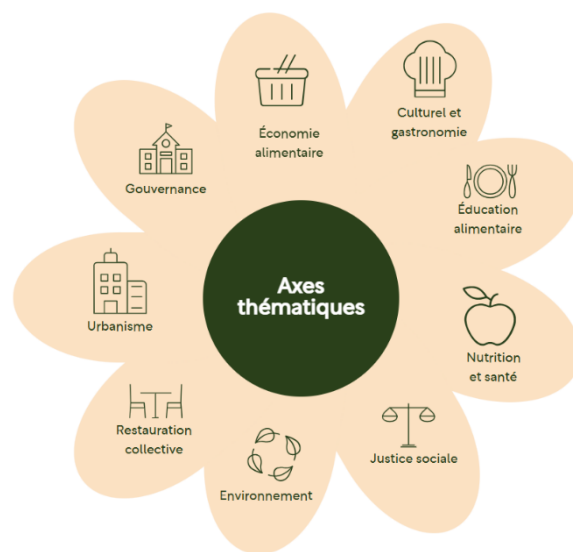 Culturel et
gastronomie
Économie
alimentaire
Gouvernance
Éducation
alimentaire
Axes
thématiques
Urbanisme
Nutrition
et santé
Restauration
collective
Justice sociale
Environnement